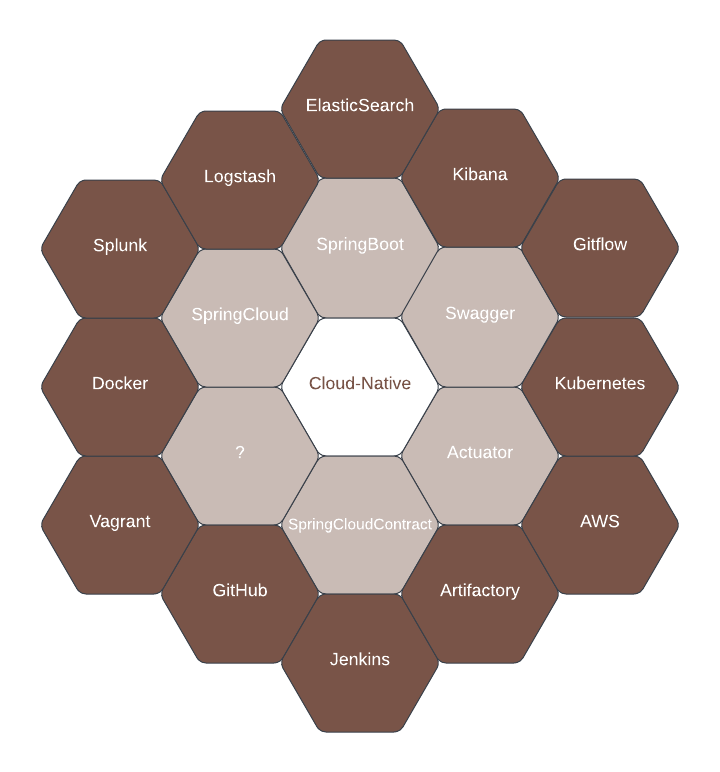 ElasticSearch
Kibana
Logstash
Gitflow
Splunk
SpringBoot
Swagger
SpringCloud
Cloud-Native
Docker
Kubernetes
?
Actuator
Vagrant
SpringCloudContract
AWS
GitHub
Artifactory
Jenkins